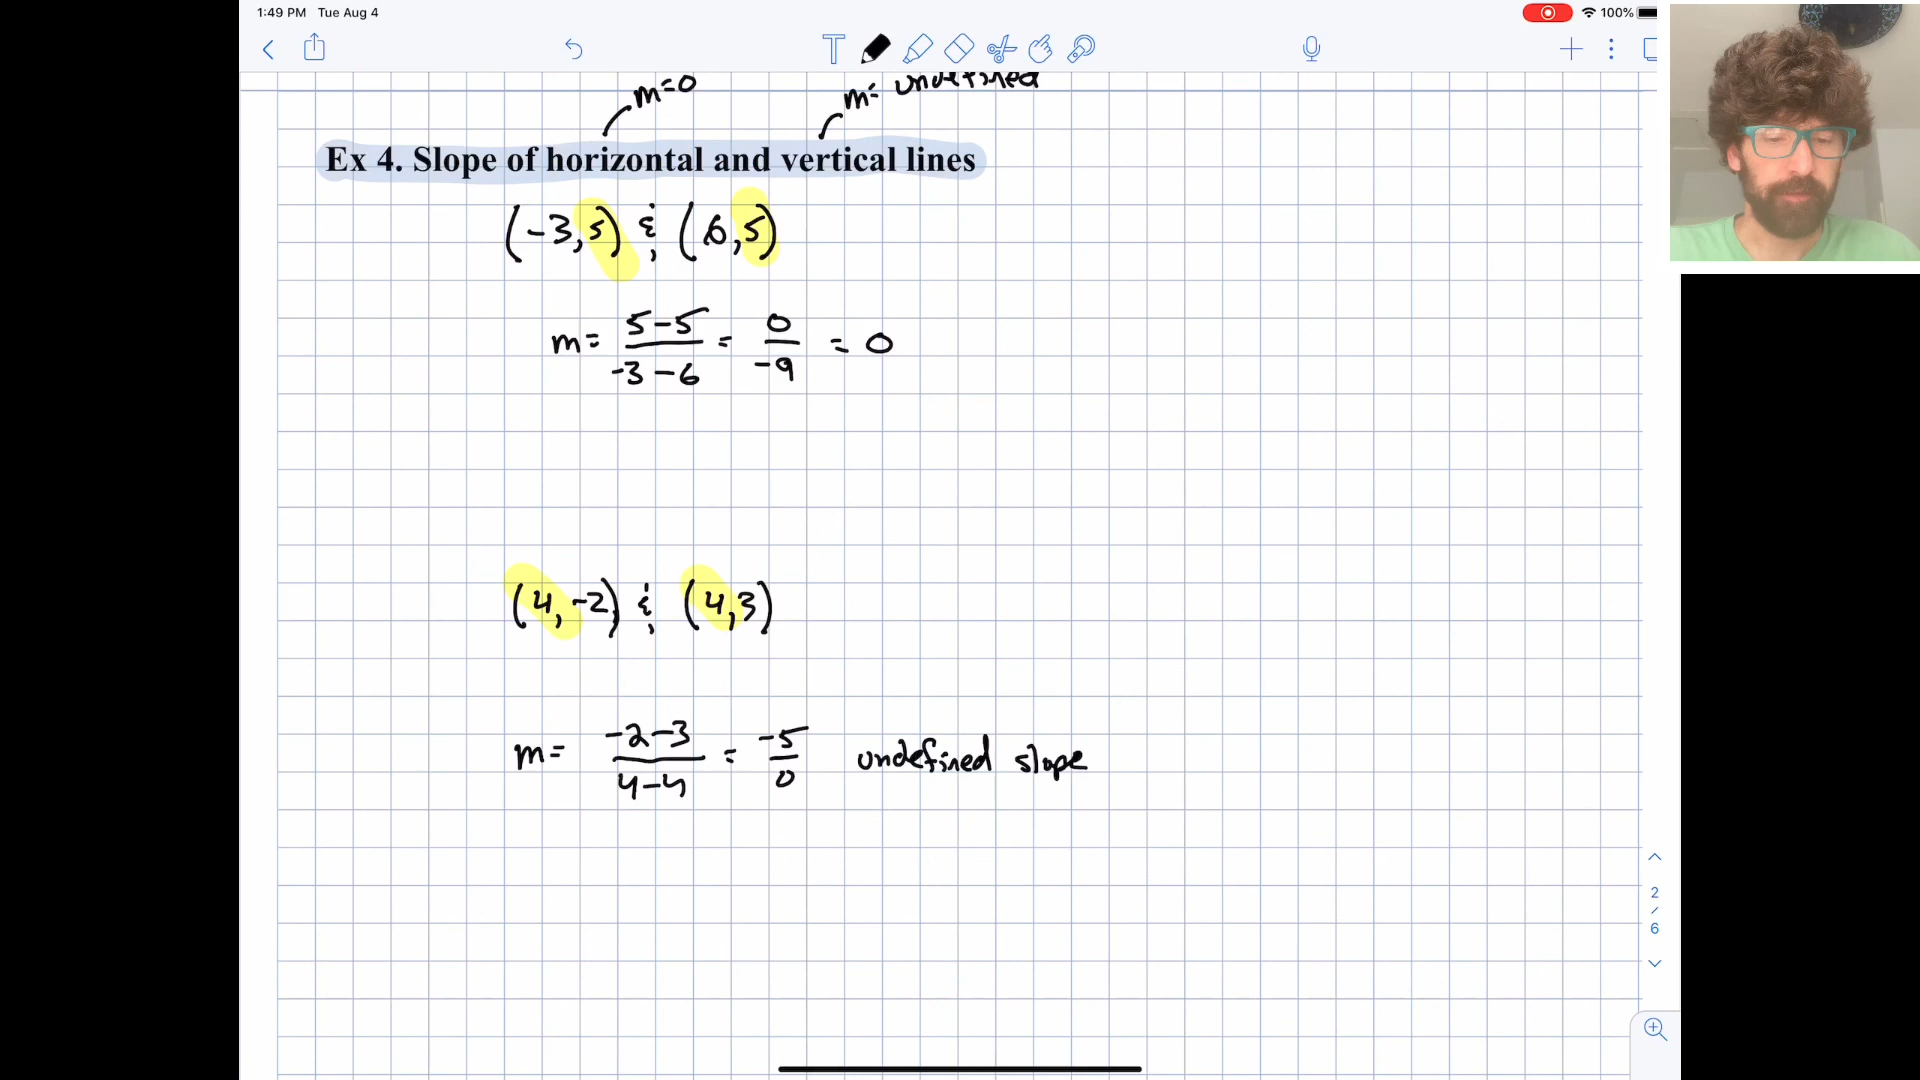 1:49 PM Tue Aug 4
100%
m=0
m= undefined
Ex 4. Slope of horizontal and vertical lines
(-3,5) & (6,5)
m= 5-5/-3-6 = 0/-9 = 0
(4,-2) & (4,3)
m= -2-3/4-4 = -5/0 undefined slope
2
/
6